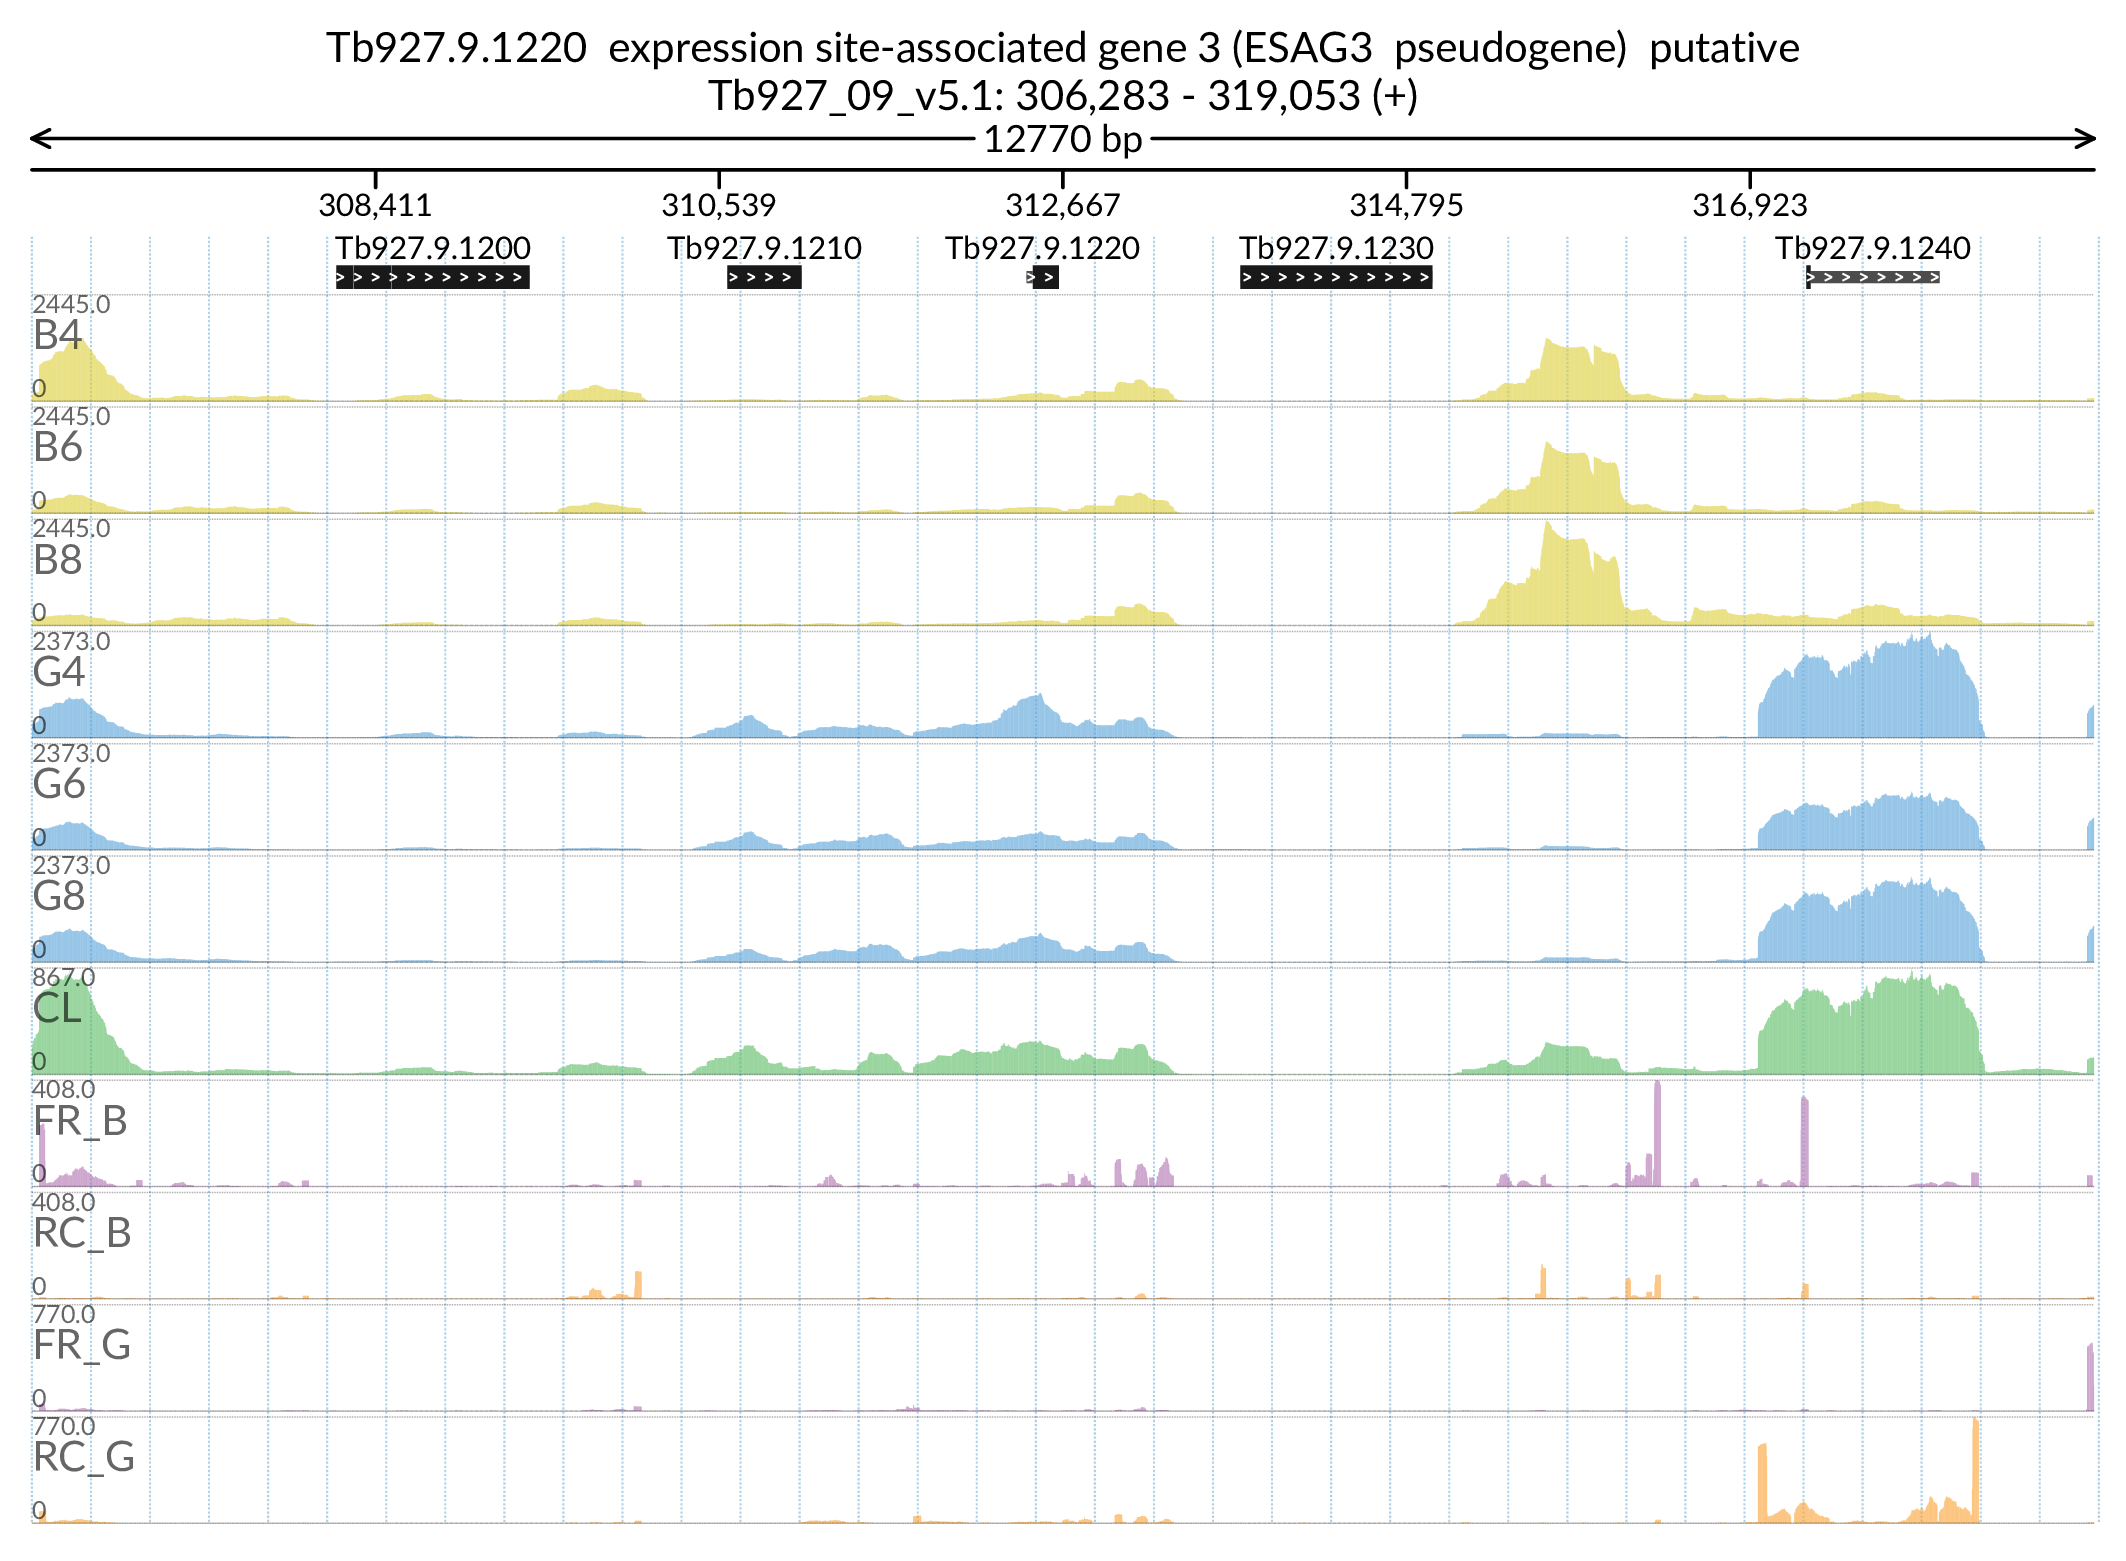 Tb927.9.1220 expression site-associated gene 3 (ESAG3 pseudogene) putative
Tb927_09_v5.1: 306,283 - 319,053 (+)
12770 bp
308,411 310,539 312,667 314,795 316,923
Tb927.9.1200 Tb927.9.1210 Tb927.9.1220 Tb927.9.1230 Tb927.9.1240
2445.0
B4
0
2445.0
B6
0
2445.0
B8
0
2373.0
G4
0
2373.0
G6
0
2373.0
G8
0
867.0
CL
0
408.0
FR_B
0
408.0
RC_B
0
770.0
FR_G
0
770.0
RC_G
0